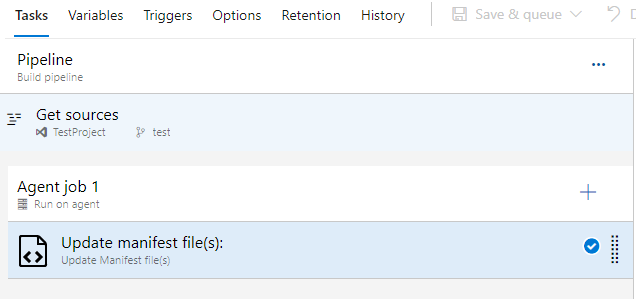 Tasks Variables Triggers Options Retention History Save & queue
Pipeline
Build pipeline
Get sources
TestProject test
Agent job 1
Run on agent
Update manifest file(s):
Update Manifest file(s)